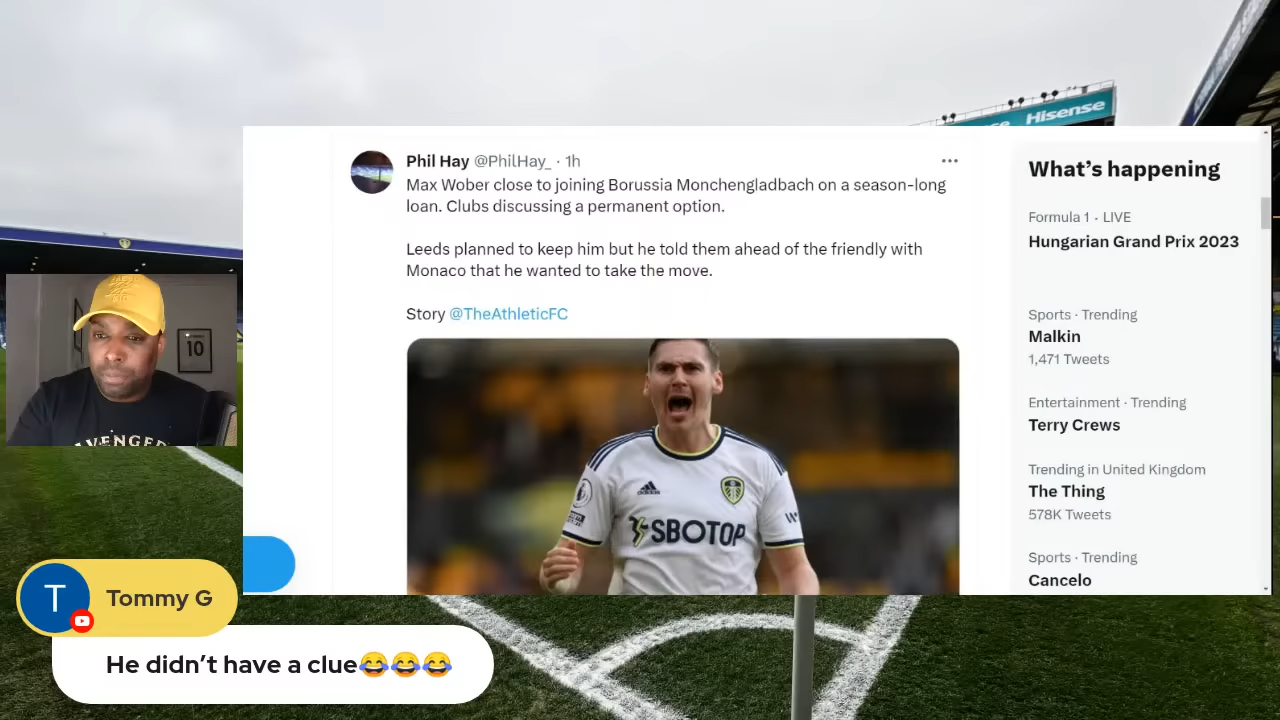 Hisense
Phil Hay @PhilHay_ · 1h
Max Wober close to joining Borussia Monchengladbach on a season-long
loan. Clubs discussing a permanent option.
Leeds planned to keep him but he told them ahead of the friendly with
Monaco that he wanted to take the move.
Story @TheAthleticFC
SBOTOP
What's happening
Formula 1 · LIVE
Hungarian Grand Prix 2023
Sports · Trending
Malkin
1,471 Tweets
Entertainment · Trending
Terry Crews
Trending in United Kingdom
The Thing
578K Tweets
Sports · Trending
Cancelo
10
AVENGER
T
Tommy G
He didn’t have a clue😂😂😂